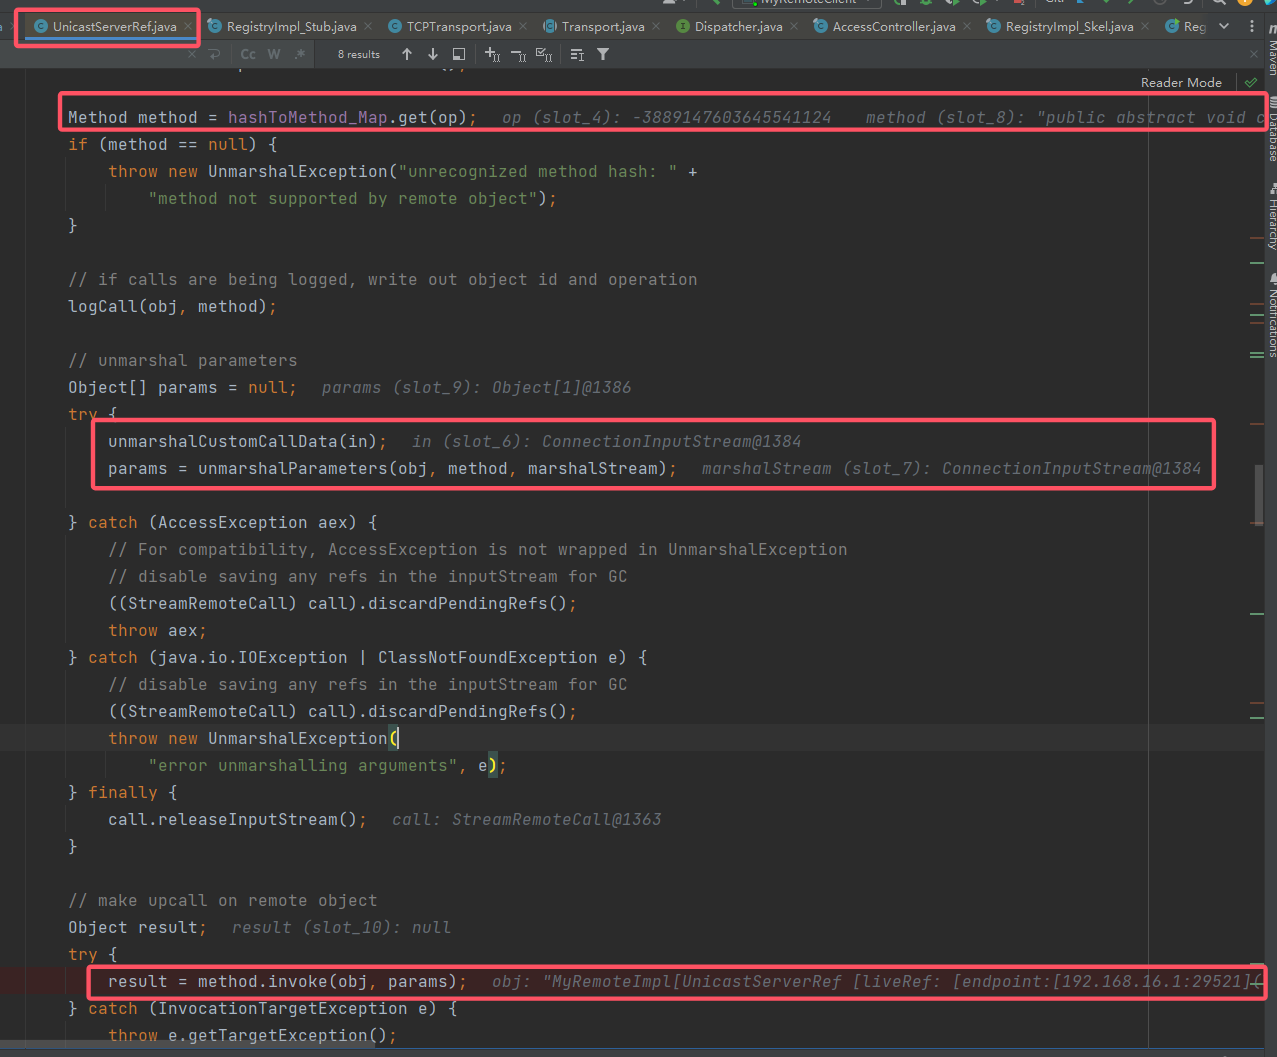 MyRemoteClient
UnicastServerRef.java RegistryImpl_Stub.java TCPTransport.java Transport.java Dispatcher.java AccessController.java RegistryImpl_Skel.java Reg
Cc W .* 8 results
Reader Mode
Method method = hashToMethod_Map.get(op); op (slot_4): -3889147603645541124 method (slot_8): "public abstract void c
if (method == null) {
throw new UnmarshalException("unrecognized method hash: " +
"method not supported by remote object");
}
// if calls are being logged, write out object id and operation
logCall(obj, method);
// unmarshal parameters
Object[] params = null; params (slot_9): Object[1]@1386
try {
unmarshalCustomCallData(in); in (slot_6): ConnectionInputStream@1384
params = unmarshalParameters(obj, method, marshalStream); marshalStream (slot_7): ConnectionInputStream@1384
} catch (AccessException aex) {
// For compatibility, AccessException is not wrapped in UnmarshalException
// disable saving any refs in the inputStream for GC
((StreamRemoteCall) call).discardPendingRefs();
throw aex;
} catch (java.io.IOException | ClassNotFoundException e) {
// disable saving any refs in the inputStream for GC
((StreamRemoteCall) call).discardPendingRefs();
throw new UnmarshalException(
"error unmarshalling arguments", e);
} finally {
call.releaseInputStream(); call: StreamRemoteCall@1363
}
// make upcall on remote object
Object result; result (slot_10): null
try {
result = method.invoke(obj, params); obj: "MyRemoteImpl[UnicastServerRef [liveRef: [endpoint:[192.168.16.1:29521](
} catch (InvocationTargetException e) {
throw e.getTargetException();
Maven
Database
Hierarchy
Notifications